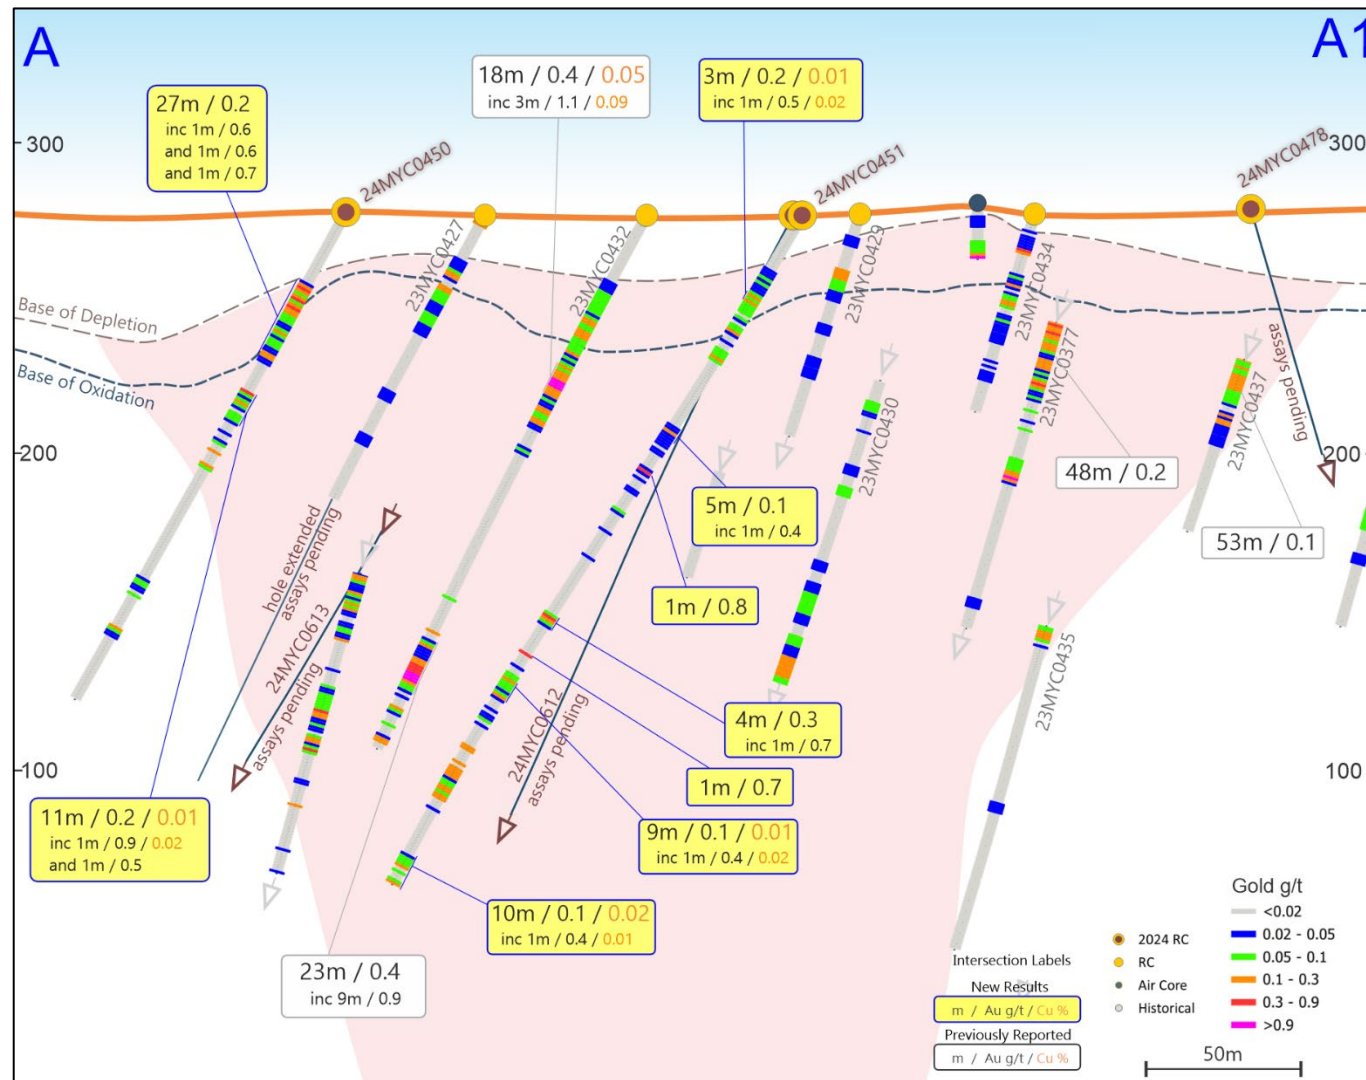 A
A1
18m / 0.4 / 0.05
inc 3m / 1.1 / 0.09
3m / 0.2 / 0.01
inc 1m / 0.5 / 0.02
27m / 0.2
inc 1m / 0.6
and 1m / 0.6
and 1m / 0.7
300
300
24MYC0450
24MYC0451
24MYC0478
23MYC0427
23MYC0432
23MYC0429
23MYC0434
Base of Depletion
Base of Oxidation
23MYC0377
23MYC0437
assays pending
23MYC0430
200
200
48m / 0.2
5m / 0.1
inc 1m / 0.4
53m / 0.1
hole extended
assays pending
1m / 0.8
24MYC0613
assays pending
23MYC0435
24MYC0612
assays pending
4m / 0.3
inc 1m / 0.7
100
100
1m / 0.7
11m / 0.2 / 0.01
inc 1m / 0.9 / 0.02
and 1m / 0.5
9m / 0.1 / 0.01
inc 1m / 0.4 / 0.02
10m / 0.1 / 0.02
inc 1m / 0.4 / 0.01
23m / 0.4
inc 9m / 0.9
Intersection Labels
New Results
m / Au g/t / Cu %
Previously Reported
m / Au g/t / Cu %
2024 RC
RC
Air Core
Historical
Gold g/t
<0.02
0.02 - 0.05
0.05 - 0.1
0.1 - 0.3
0.3 - 0.9
>0.9
50m